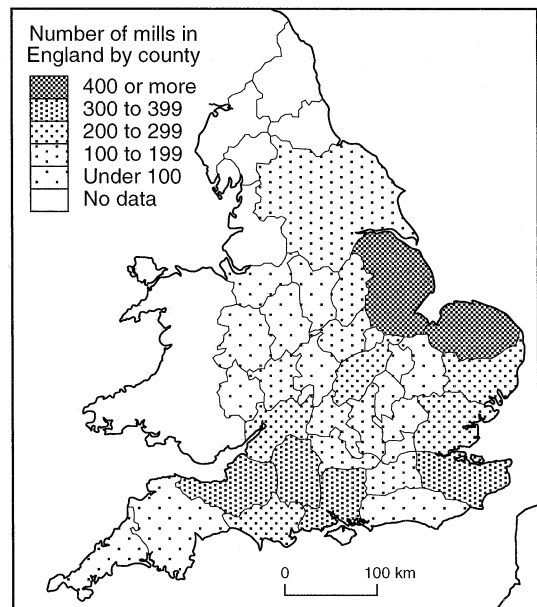 Number of mills in
England by county
400 or more
300 to 399
200 to 299
100 to 199
Under 100
No data
0 100 km